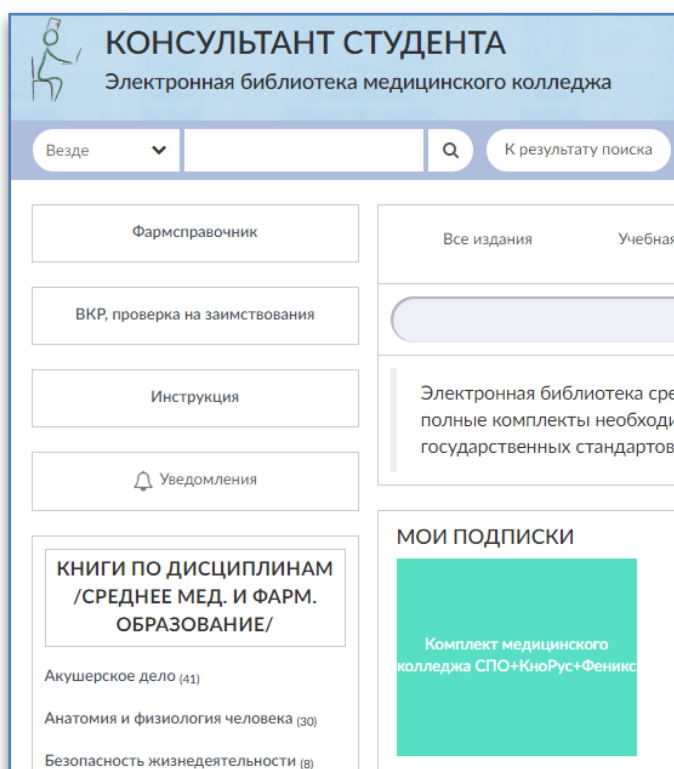 КОНСУЛЬТАНТ СТУДЕНТА
Электронная библиотека медицинского колледжа
Везде
К результату поиска
Фармсправочник
ВКР, проверка на заимствования
Инструкция
Уведомления
КНИГИ ПО ДИСЦИПЛИНАМ
/СРЕДНЕЕ МЕД. И ФАРМ.
ОБРАЗОВАНИЕ/
Акушерское дело (41)
Анатомия и физиология человека (30)
Безопасность жизнедеятельности (8)
Все издания
Учебная
Электронная библиотека сре
полные комплекты необходи
государственных стандартов
МОИ ПОДПИСКИ
Комплект медицинского
колледжа СПО+КноРус+Феникс